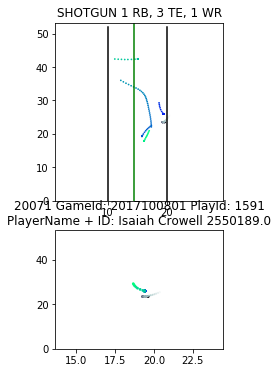 SHOTGUN 1 RB, 3 TE, 1 WR
50
40
30
20
10
0
10
20
20071 GameId: 2017100801 PlayId: 1591
PlayerName + ID: Isaiah Crowell 2550189.0
40
20
0
15.0 17.5 20.0 22.5